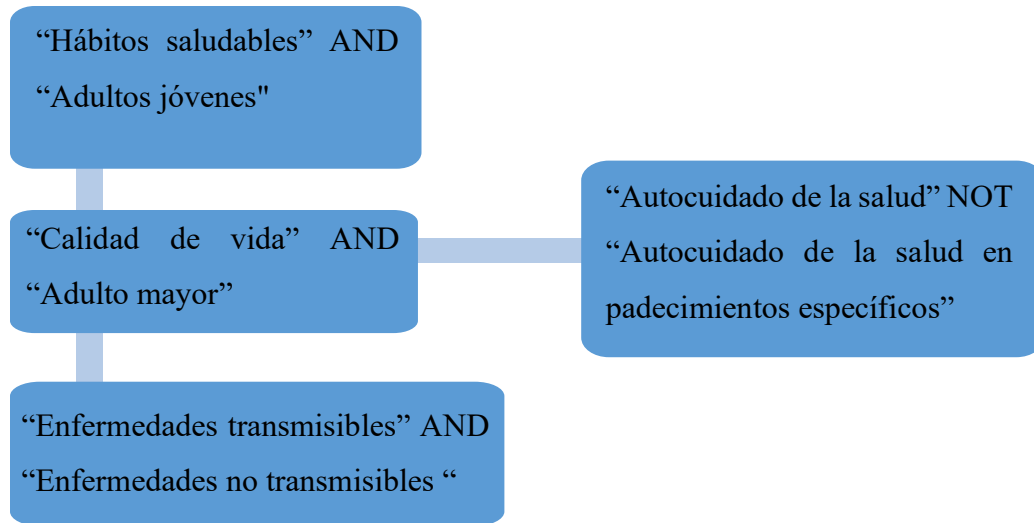 “Hábitos saludables” AND
“Adultos jóvenes"
“Calidad de vida” AND
“Adulto mayor”
“Autocuidado de la salud” NOT
“Autocuidado de la salud en
padecimientos específicos”
“Enfermedades transmisibles” AND
“Enfermedades no transmisibles “